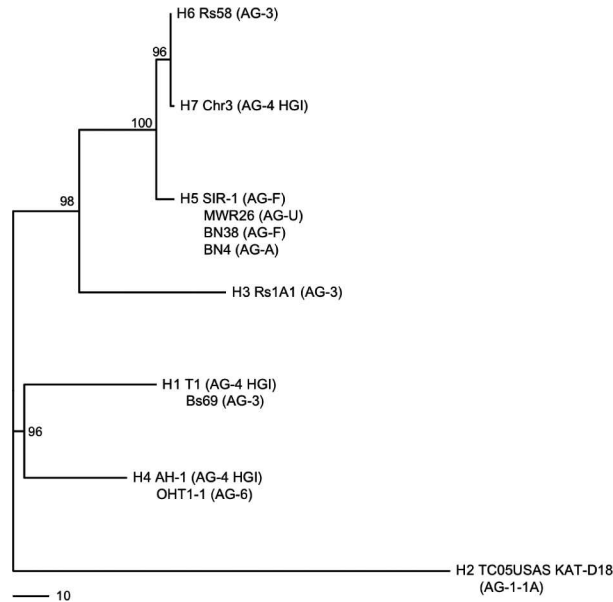 H6 Rs58 (AG-3)
96
H7 Chr3 (AG-4 HGI)
100
H5 SIR-1 (AG-F)
MWR26 (AG-U)
BN38 (AG-F)
BN4 (AG-A)
98
H3 Rs1A1 (AG-3)
H1 T1 (AG-4 HGI)
Bs69 (AG-3)
96
H4 AH-1 (AG-4 HGI)
OHT1-1 (AG-6)
H2 TC05USAS KAT-D18
(AG-1-1A)
10